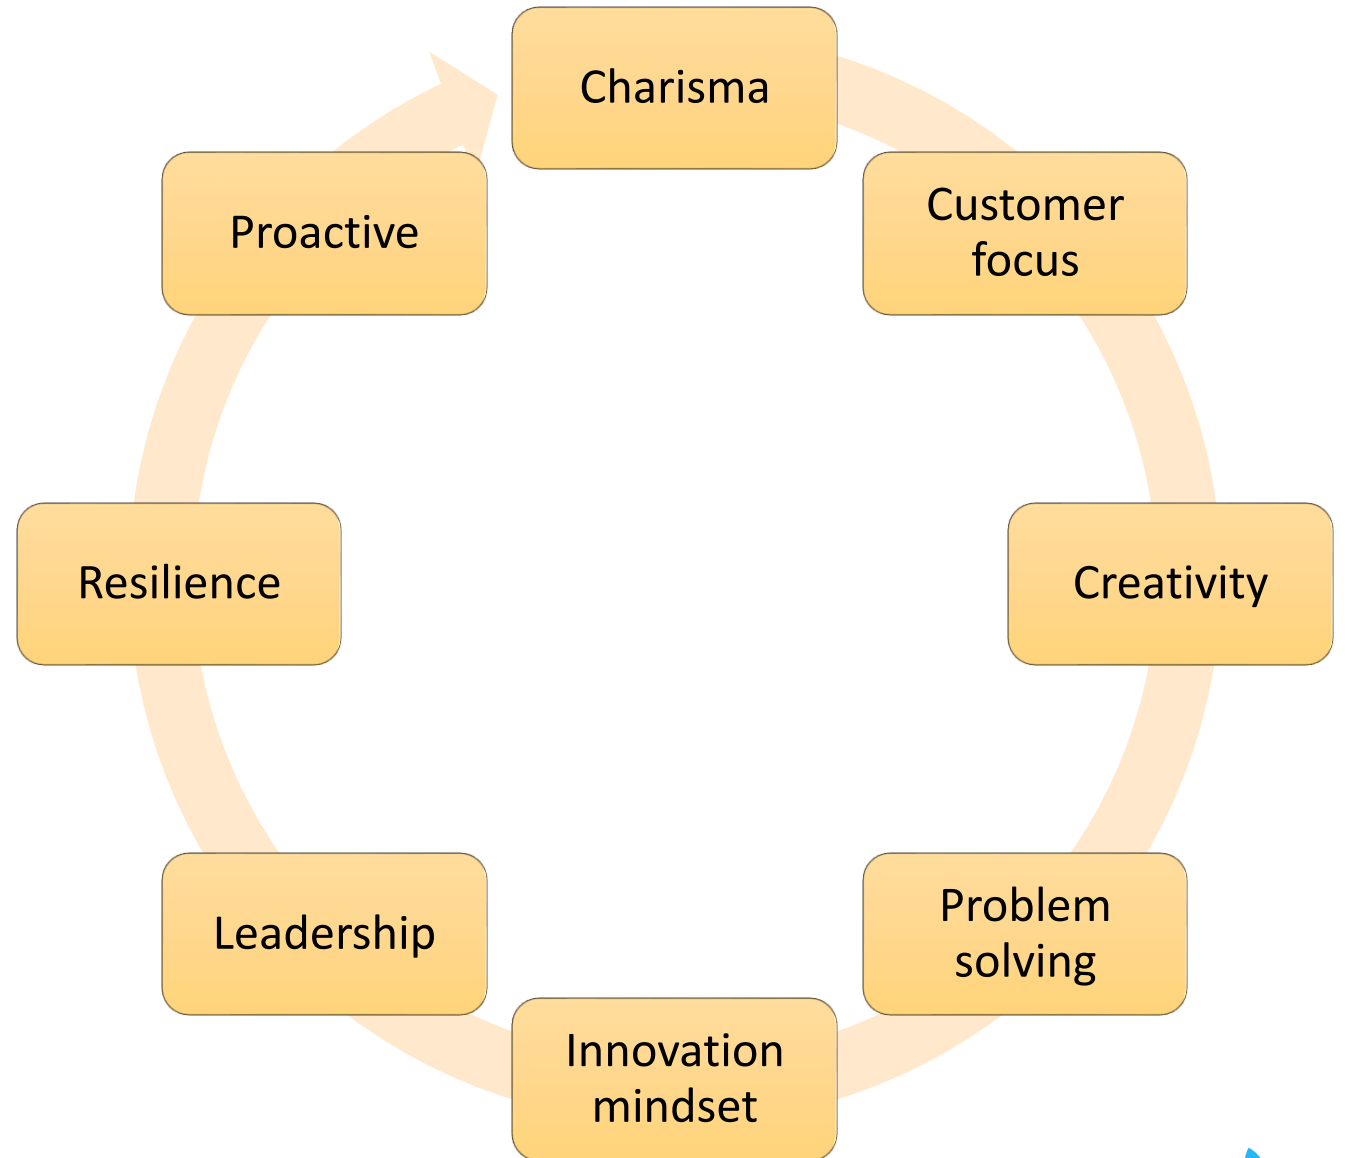 Charisma
Customer
focus
Creativity
Problem
solving
Innovation
mindset
Leadership
Resilience
Proactive